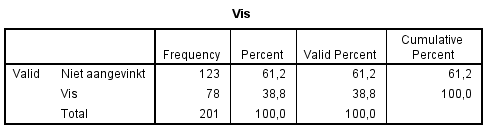 Vis
Frequency Percent Valid Percent Cumulative Percent
Valid Niet aangevinkt 123 61,2 61,2 61,2
Vis 78 38,8 38,8 100,0
Total 201 100,0 100,0